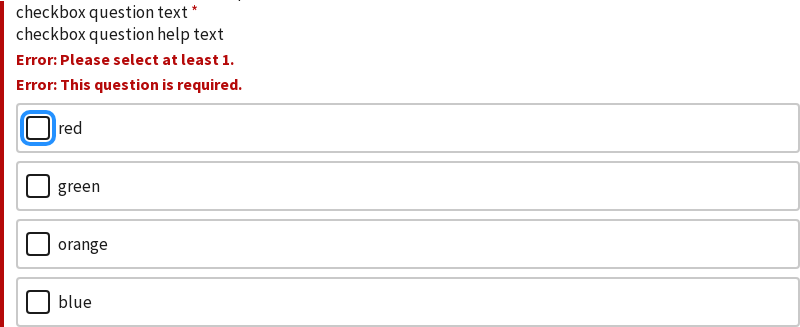 checkbox question text *
checkbox question help text
Error: Please select at least 1.
Error: This question is required.
red
green
orange
blue